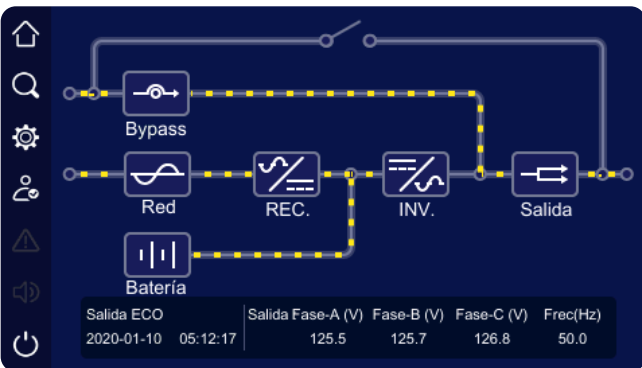 Bypass
Red
REC.
INV.
Salida
Batería
Salida ECO
Salida Fase-A (V) Fase-B (V) Fase-C (V) Frec(Hz)
2020-01-10 05:12:17
125.5 125.7 126.8 50.0